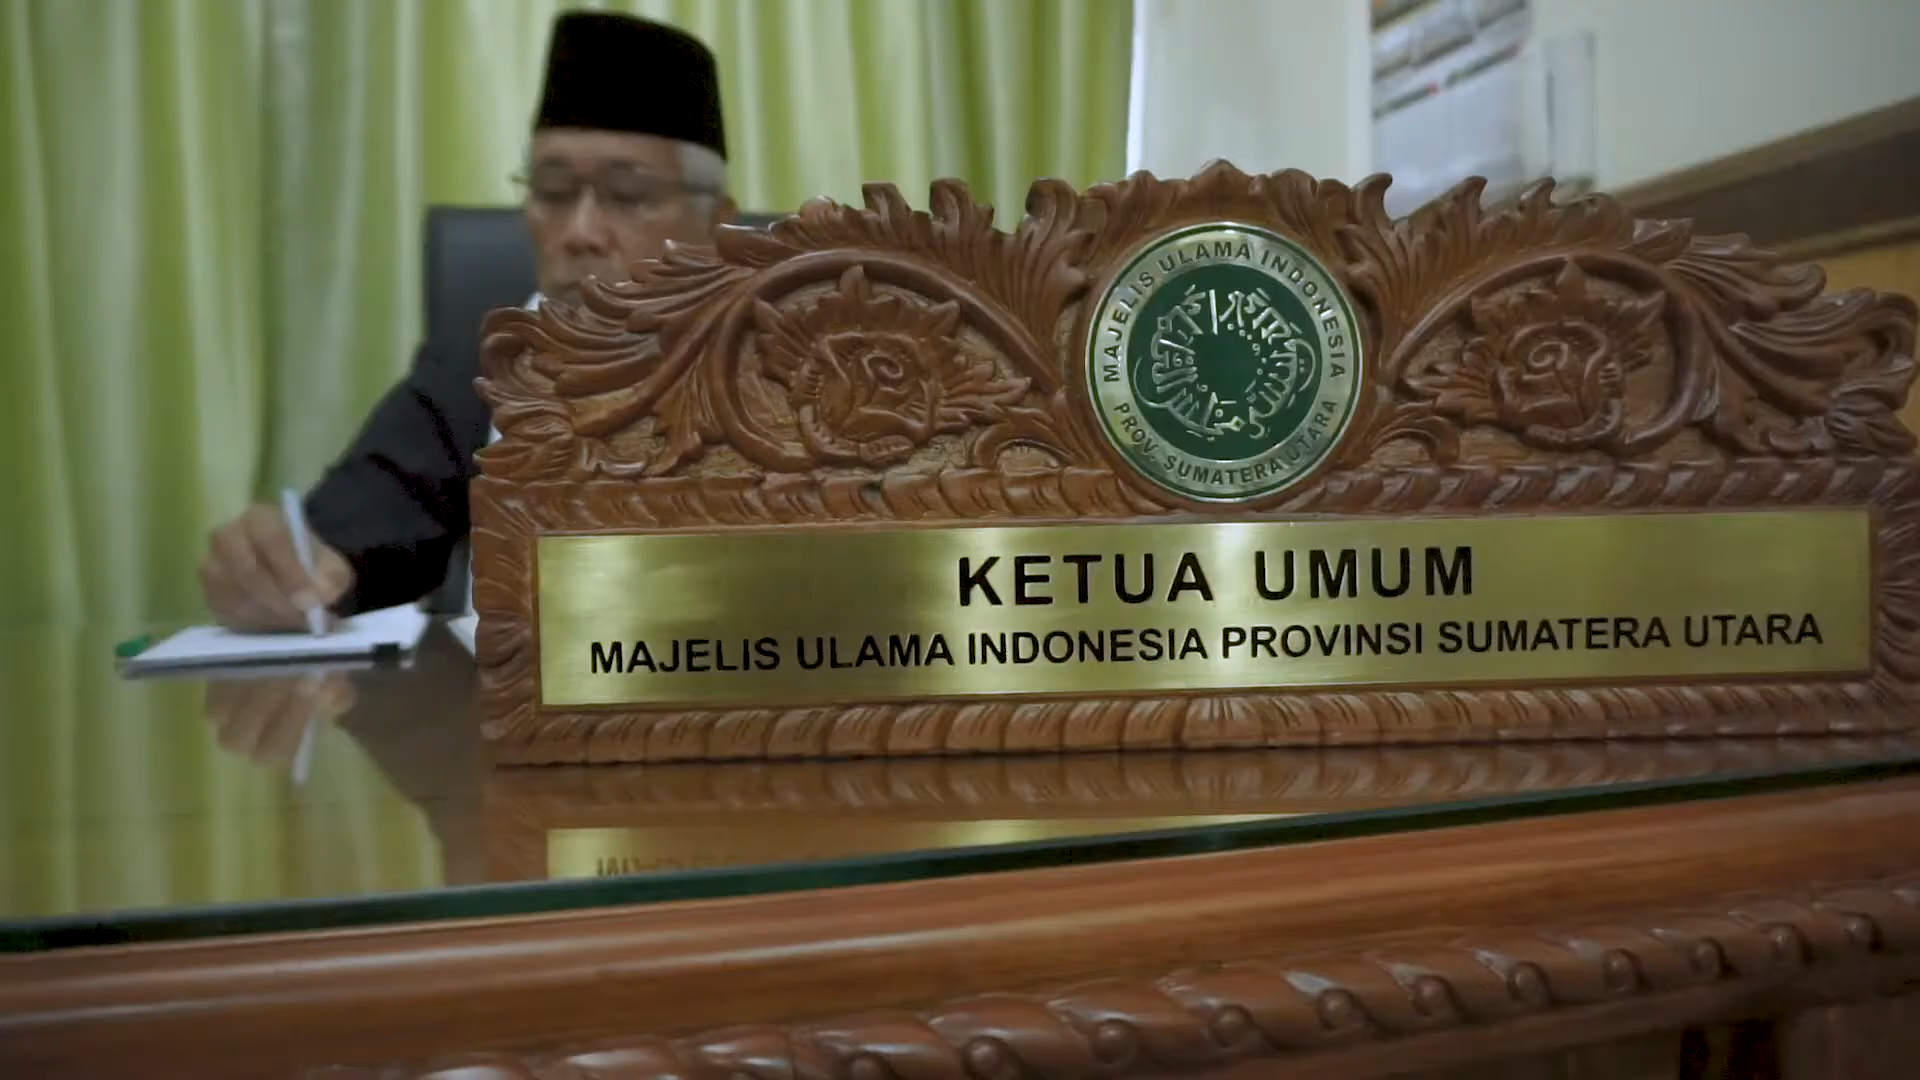 MAJELIS ULAMA INDONESIA
PROV. SUMATERA UTARA
KETUA UMUM
MAJELIS ULAMA INDONESIA PROVINSI SUMATERA UTARA